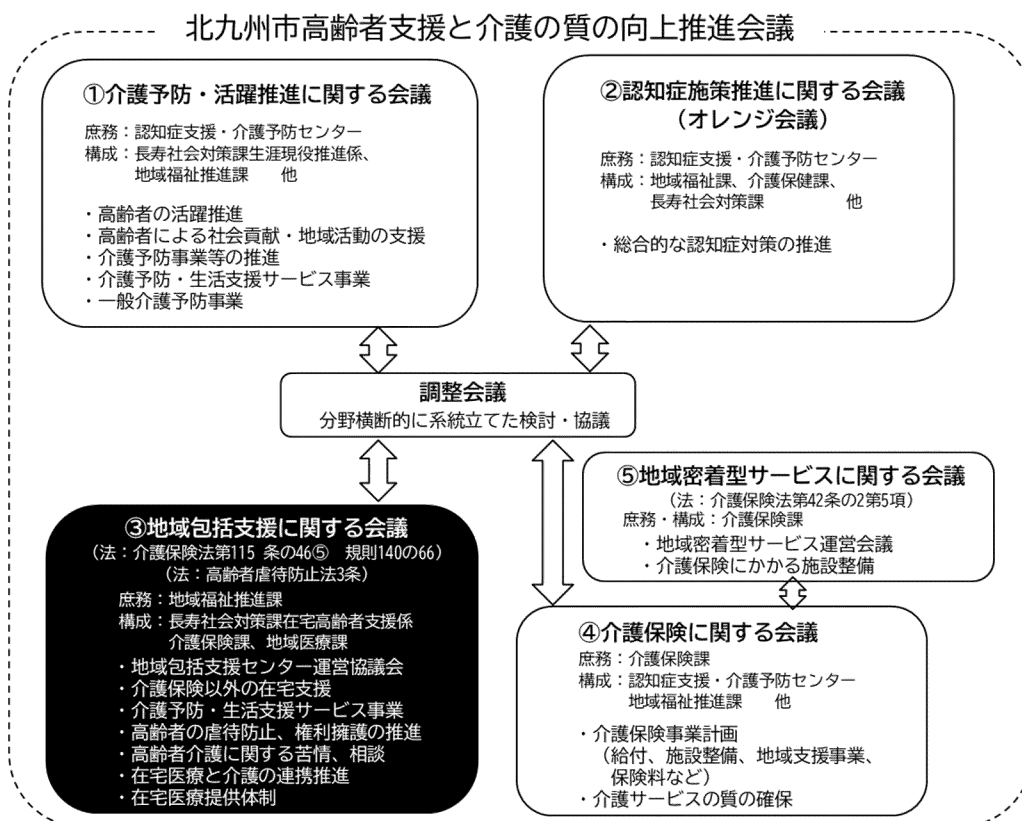 北九州市高齢者支援と介護の質の向上推進会議
①介護予防・活躍推進に関する会議
庶務：認知症支援・介護予防センター
構成：長寿社会対策課生涯現役推進係、
地域福祉推進課　他
・高齢者の活躍推進
・高齢者による社会貢献・地域活動の支援
・介護予防事業等の推進
・介護予防・生活支援サービス事業
・一般介護予防事業
②認知症施策推進に関する会議
（オレンジ会議）
庶務：認知症支援・介護予防センター
構成：地域福祉課、介護保健課、
長寿社会対策課　他
・総合的な認知症対策の推進
調整会議
分野横断的に系統立てた検討・協議
③地域包括支援に関する会議
（法：介護保険法第115 条の46⑤　規則140の66）
（法：高齢者虐待防止法3条）
庶務：地域福祉推進課
構成：長寿社会対策課在宅高齢者支援係
介護保険課、地域医療課
・地域包括支援センター運営協議会
・介護保険以外の在宅支援
・介護予防・生活支援サービス事業
・高齢者の虐待防止、権利擁護の推進
・高齢者介護に関する苦情、相談
・在宅医療と介護の連携推進
・在宅医療提供体制
⑤地域密着型サービスに関する会議
（法：介護保険法第42条の2第5項）
庶務・構成：介護保険課
・地域密着型サービス運営会議
・介護保険にかかる施設整備
④介護保険に関する会議
庶務：介護保険課
構成：認知症支援・介護予防センター
地域福祉推進課　他
・介護保険事業計画
（給付、施設整備、地域支援事業、
保険料など）
・介護サービスの質の確保